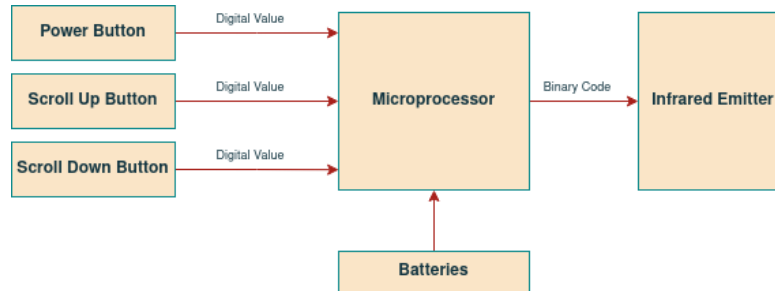 Power Button
Digital Value
Scroll Up Button
Digital Value
Microprocessor
Binary Code
Infrared Emitter
Scroll Down Button
Digital Value
Batteries